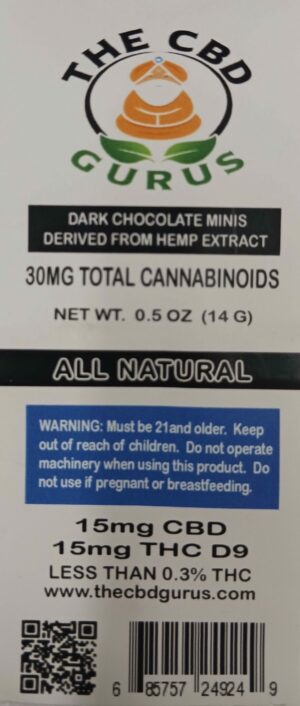 THE CBD
GURUS
DARK CHOCOLATE MINIS
DERIVED FROM HEMP EXTRACT
30MG TOTAL CANNABINOIDS
NET WT. 0.5 OZ (14 G)
ALL NATURAL
WARNING: Must be 21and older. Keep
out of reach of children. Do not operate
machinery when using this product. Do
not use if pregnant or breastfeeding.
15mg CBD
15mg THC D9
LESS THAN 0.3% THC
www.thecbdgurus.com
6 85757 24924 9